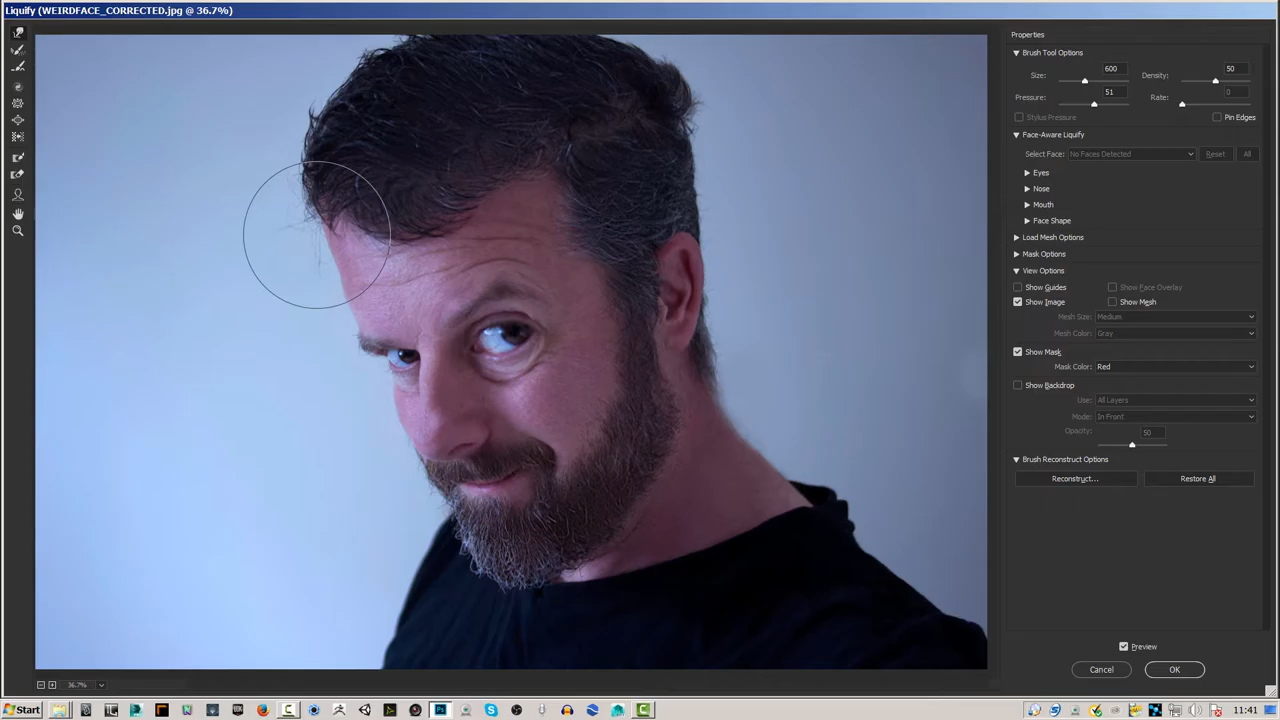 Liquify (WEIRDFACE_CORRECTED.jpg @ 36.7%)
Properties
Brush Tool Options
Size: 600 Density: 50
Pressure: 51 Rate: 0
Stylus Pressure Pin Edges
Face-Aware Liquify
Select Face: No Faces Detected Reset All
Eyes
Nose
Mouth
Face Shape
Load Mesh Options
Mask Options
View Options
Show Guides Show Face Overlay
Show Image Show Mesh
Mesh Size: Medium
Mesh Color: Gray
Show Mask
Mask Color: Red
Show Backdrop
Use: All Layers
Mode: In Front
Opacity: 50
Brush Reconstruct Options
Reconstruct... Restore All
Preview
Cancel OK
36.7%
Start
Ps
11:41